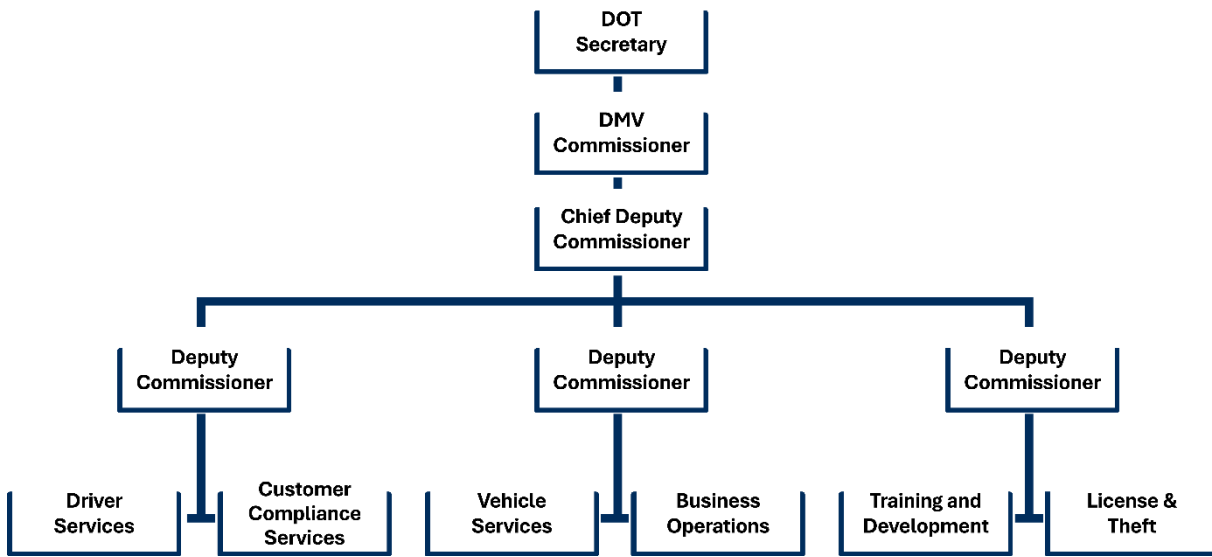 DOT
Secretary
DMV
Commissioner
Chief Deputy
Commissioner
Deputy
Commissioner
Deputy
Commissioner
Deputy
Commissioner
Driver
Services
Customer
Compliance
Services
Vehicle
Services
Business
Operations
Training and
Development
License &
Theft